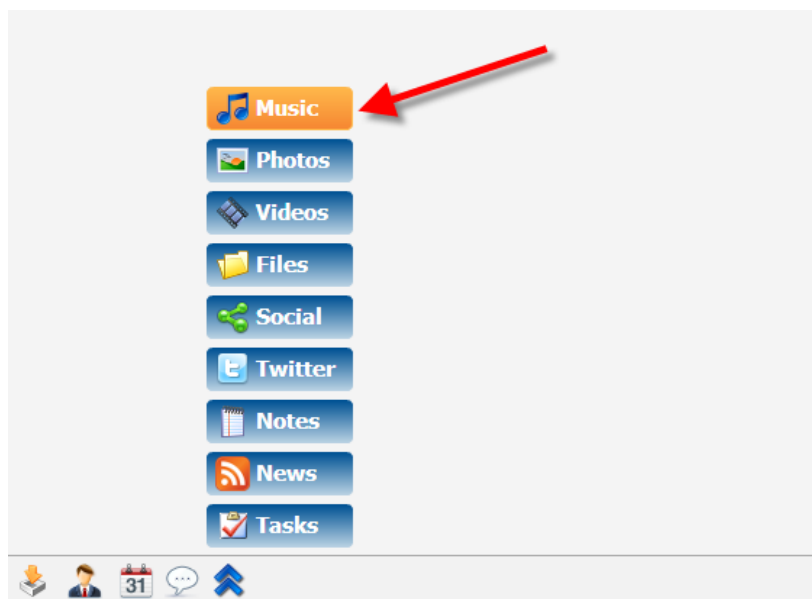 Music
Photos
Videos
Files
Social
Twitter
Notes
News
Tasks
31